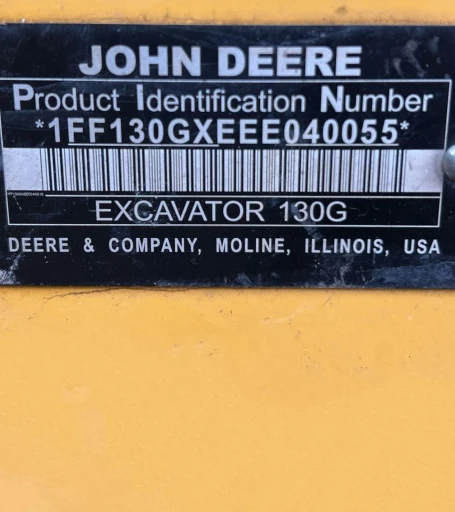 JOHN DEERE
Product Identification Number
*1FF130GXEEE040055*
EXCAVATOR 130G
DEERE & COMPANY, MOLINE, ILLINOIS, USA